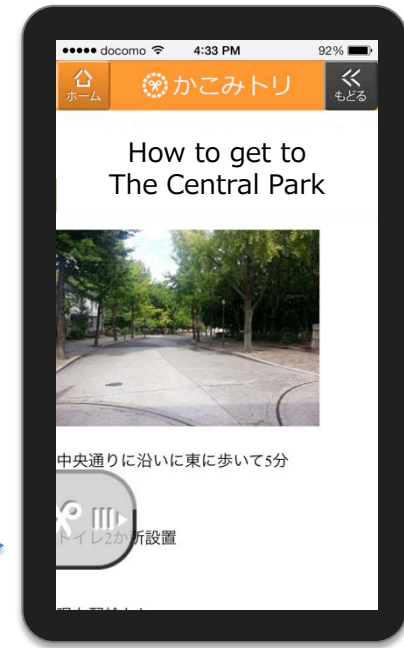 docomo 4:33 PM 92%
ホーム かこみトリ もどる
How to get to
The Central Park
中央通りに沿いに東に歩いて5分
トイレ2か所設置